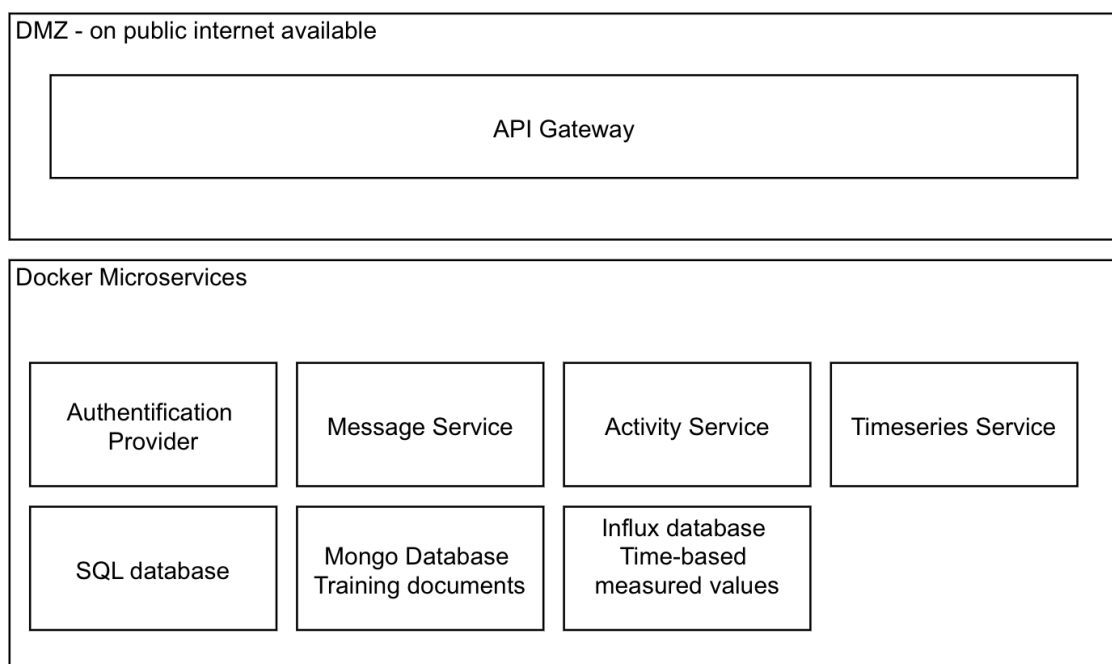 DMZ - on public internet available
API Gateway
Docker Microservices
Authentification
Provider
Message Service
Activity Service
Timeseries Service
SQL database
Mongo Database
Training documents
Influx database
Time-based
measured values